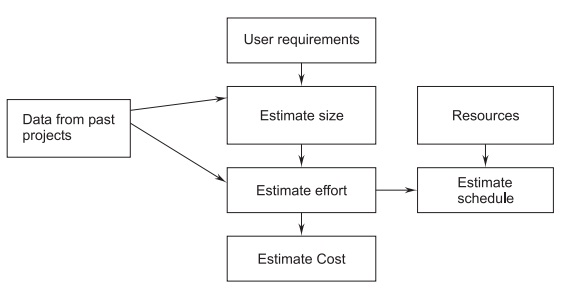 User requirements
Data from past
projects
Estimate size
Resources
Estimate effort
Estimate
schedule
Estimate Cost